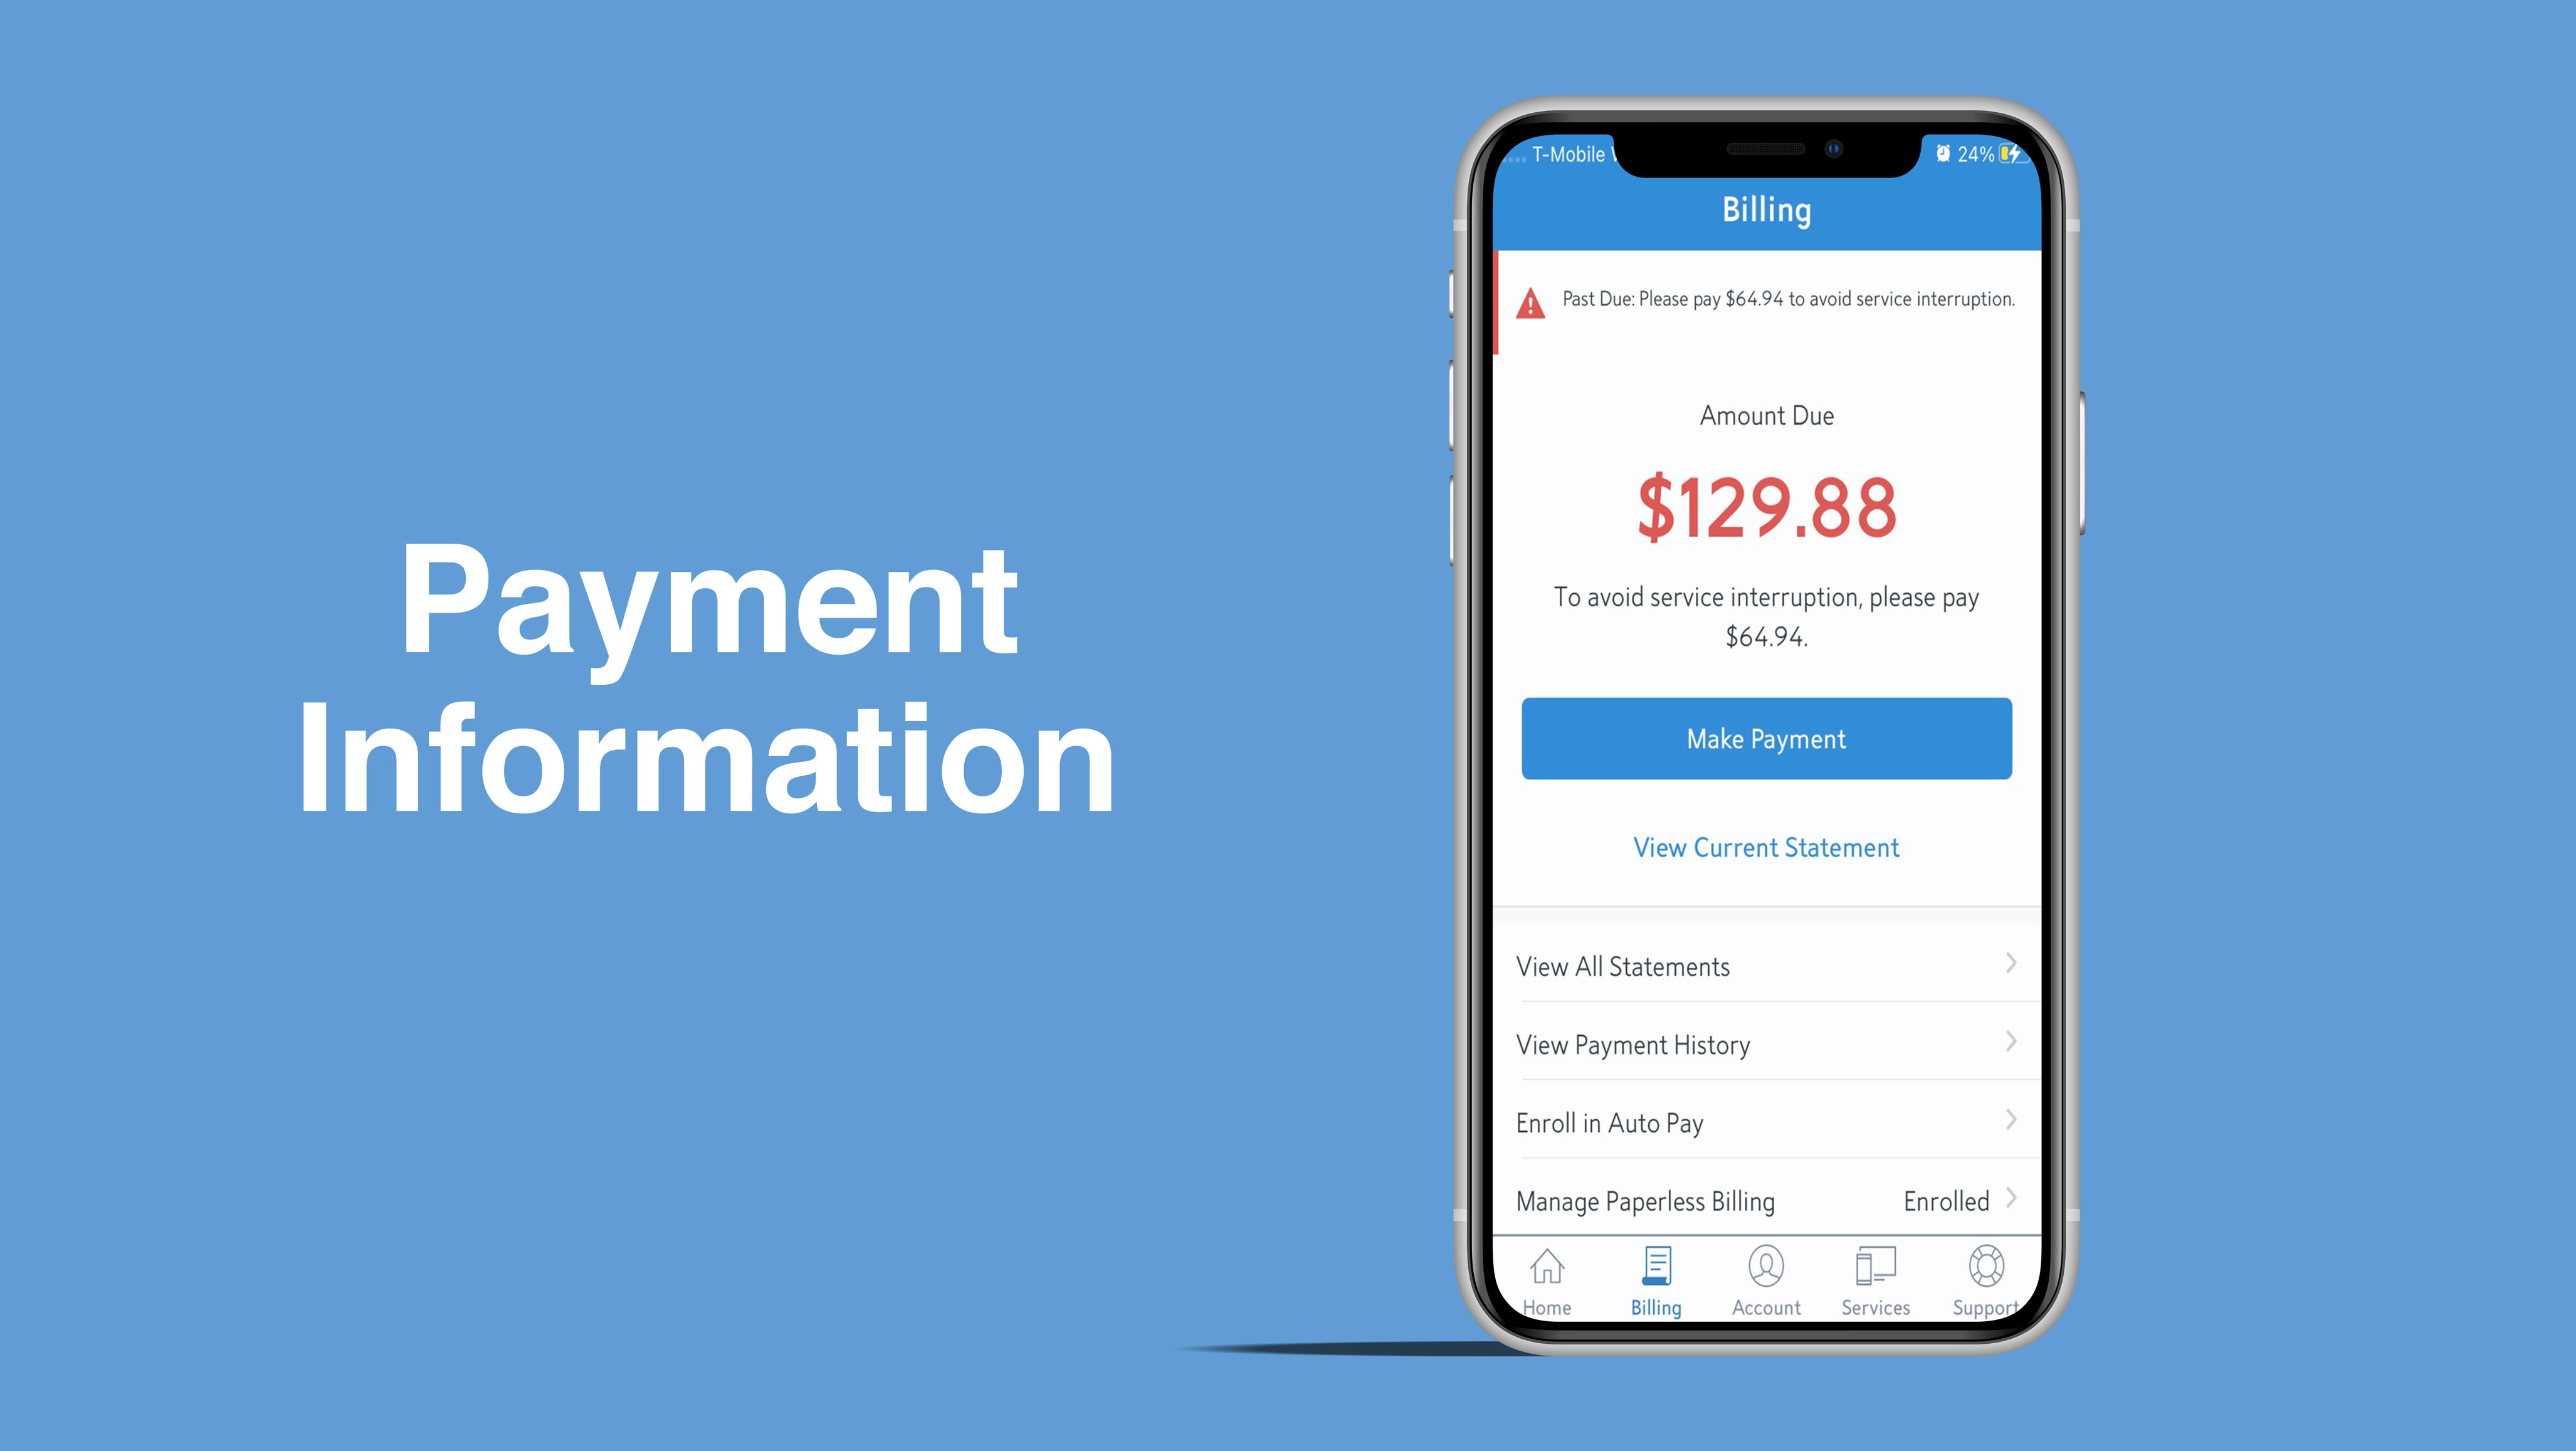 Payment
Information
T-Mobile
24%
Billing
Past Due: Please pay $64.94 to avoid service interruption.
Amount Due
$129.88
To avoid service interruption, please pay
$64.94.
Make Payment
View Current Statement
View All Statements
View Payment History
Enroll in Auto Pay
Manage Paperless Billing Enrolled
Home Billing Account Services Support